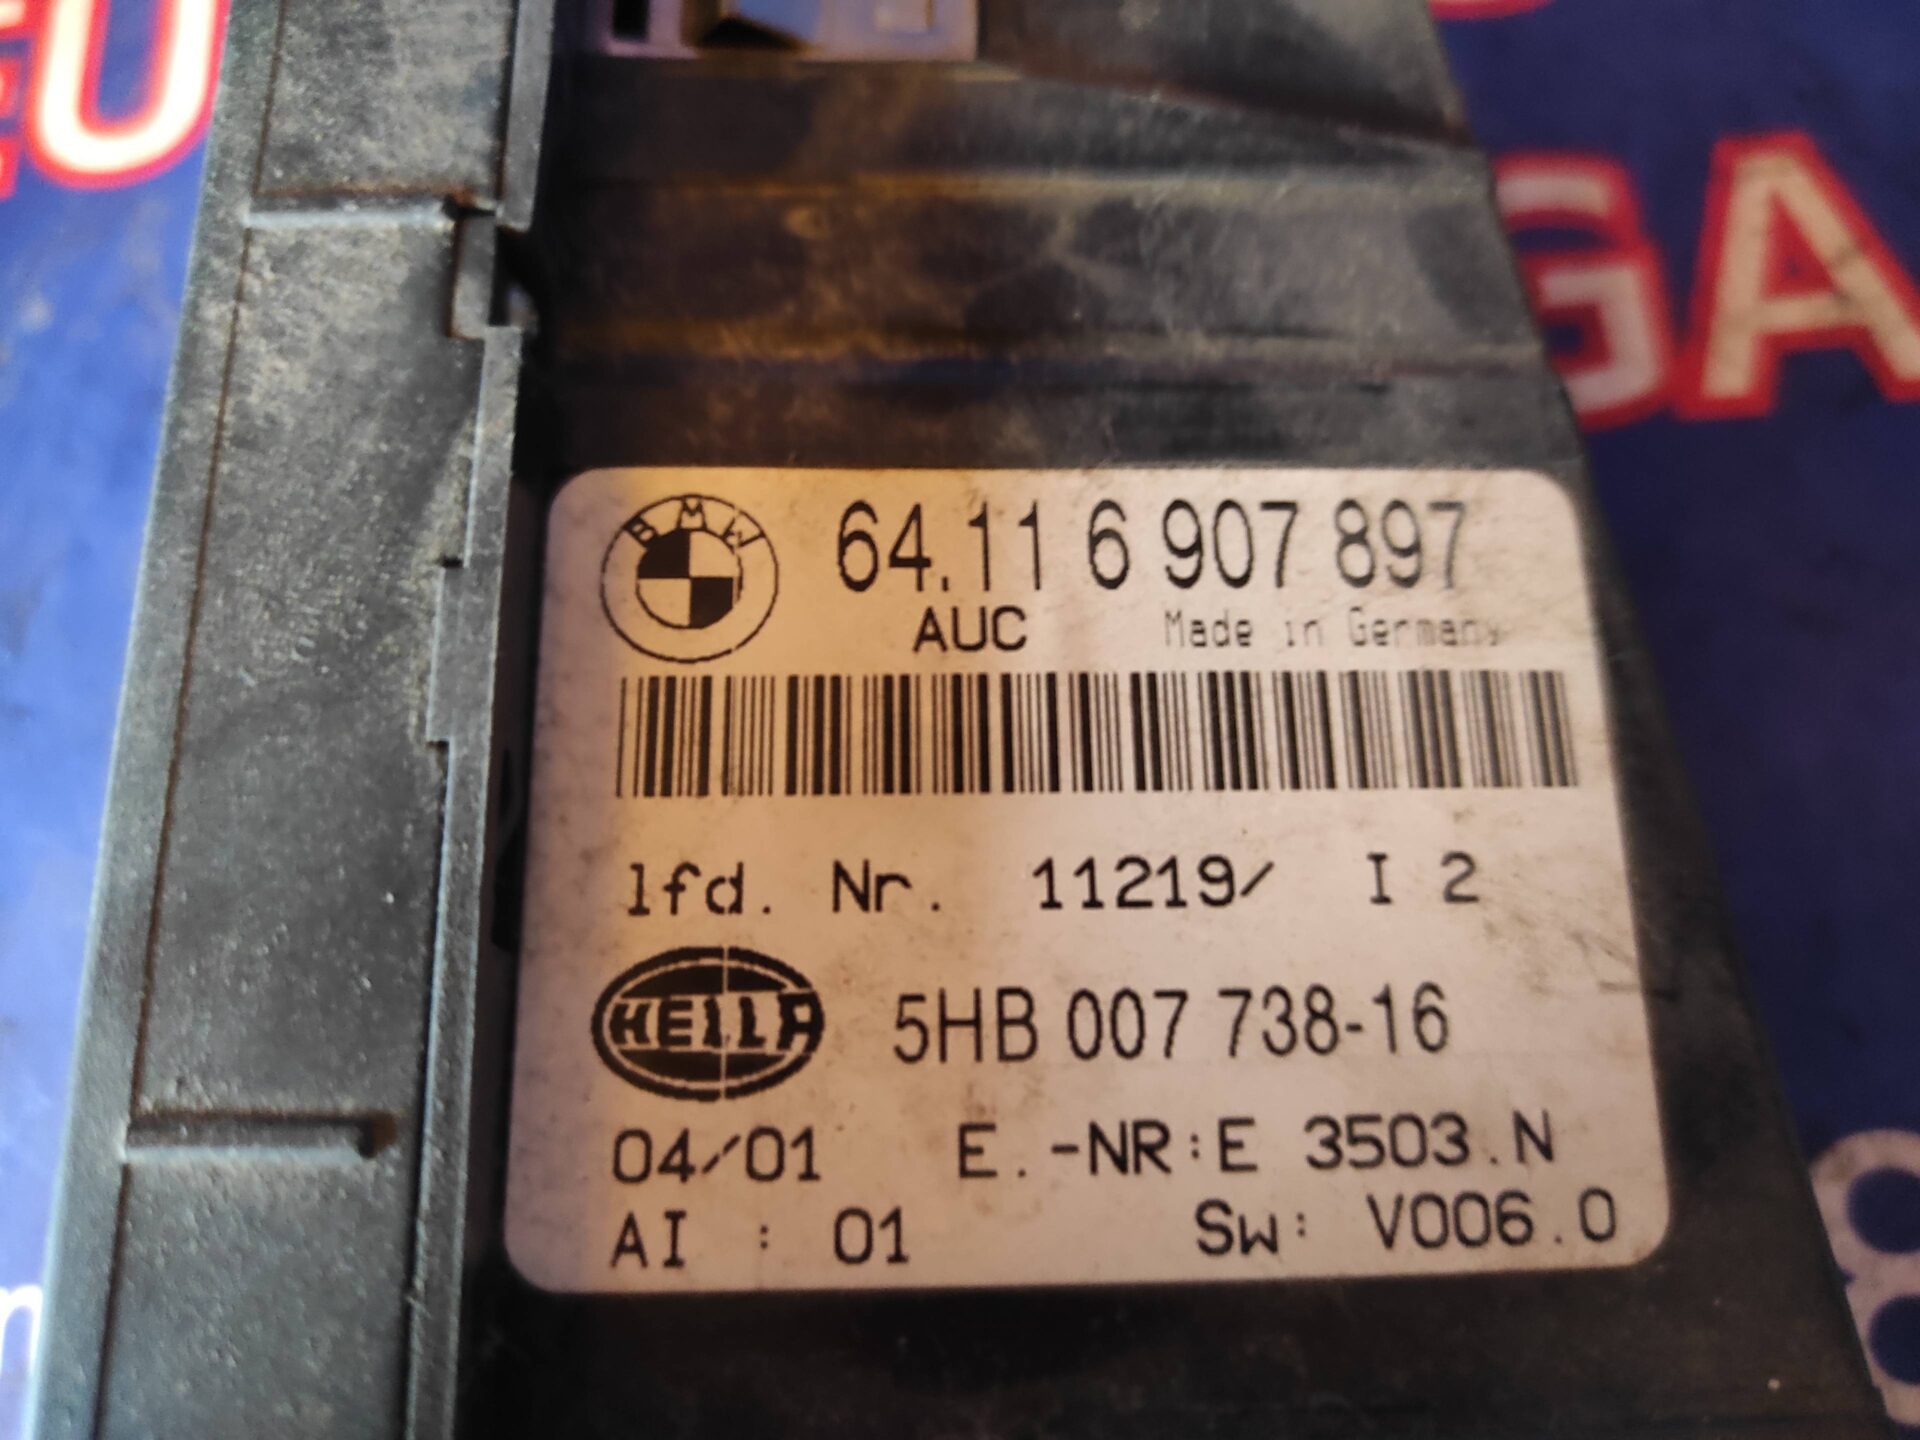 U
GA
BMW 64.11 6 907 897
AUC Made in Germany
lfd. Nr. 11219/ I 2
HELLA 5HB 007 738-16
04/01 E.-NR:E 3503.N
AI : 01 Sw: V006.0